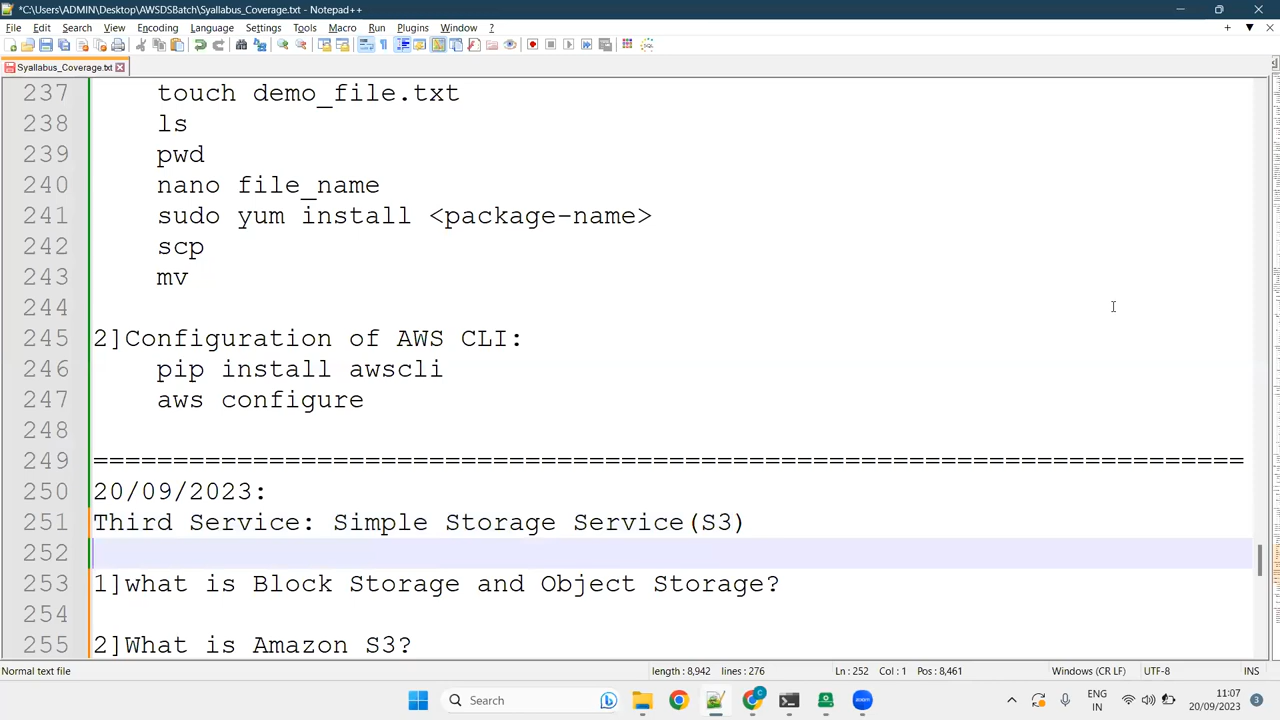 *C:\Users\ADMIN\Desktop\AWSDSBatch\Syallabus_Coverage.txt - Notepad++
File Edit Search View Encoding Language Settings Tools Macro Run Plugins Window ?
Syallabus_Coverage.txt
237 touch demo_file.txt
238 ls
239 pwd
240 nano file_name
241 sudo yum install <package-name>
242 scp
243 mv
244
245 2]Configuration of AWS CLI:
246 pip install awscli
247 aws configure
248
249 ========================================================================
250 20/09/2023:
251 Third Service: Simple Storage Service(S3)
252
253 1]what is Block Storage and Object Storage?
254
255 2]What is Amazon S3?
Normal text file length : 8,942 lines : 276 Ln : 252 Col : 1 Pos : 8,461 Windows (CR LF) UTF-8 INS
Search ENG IN 11:07 20/09/2023 3